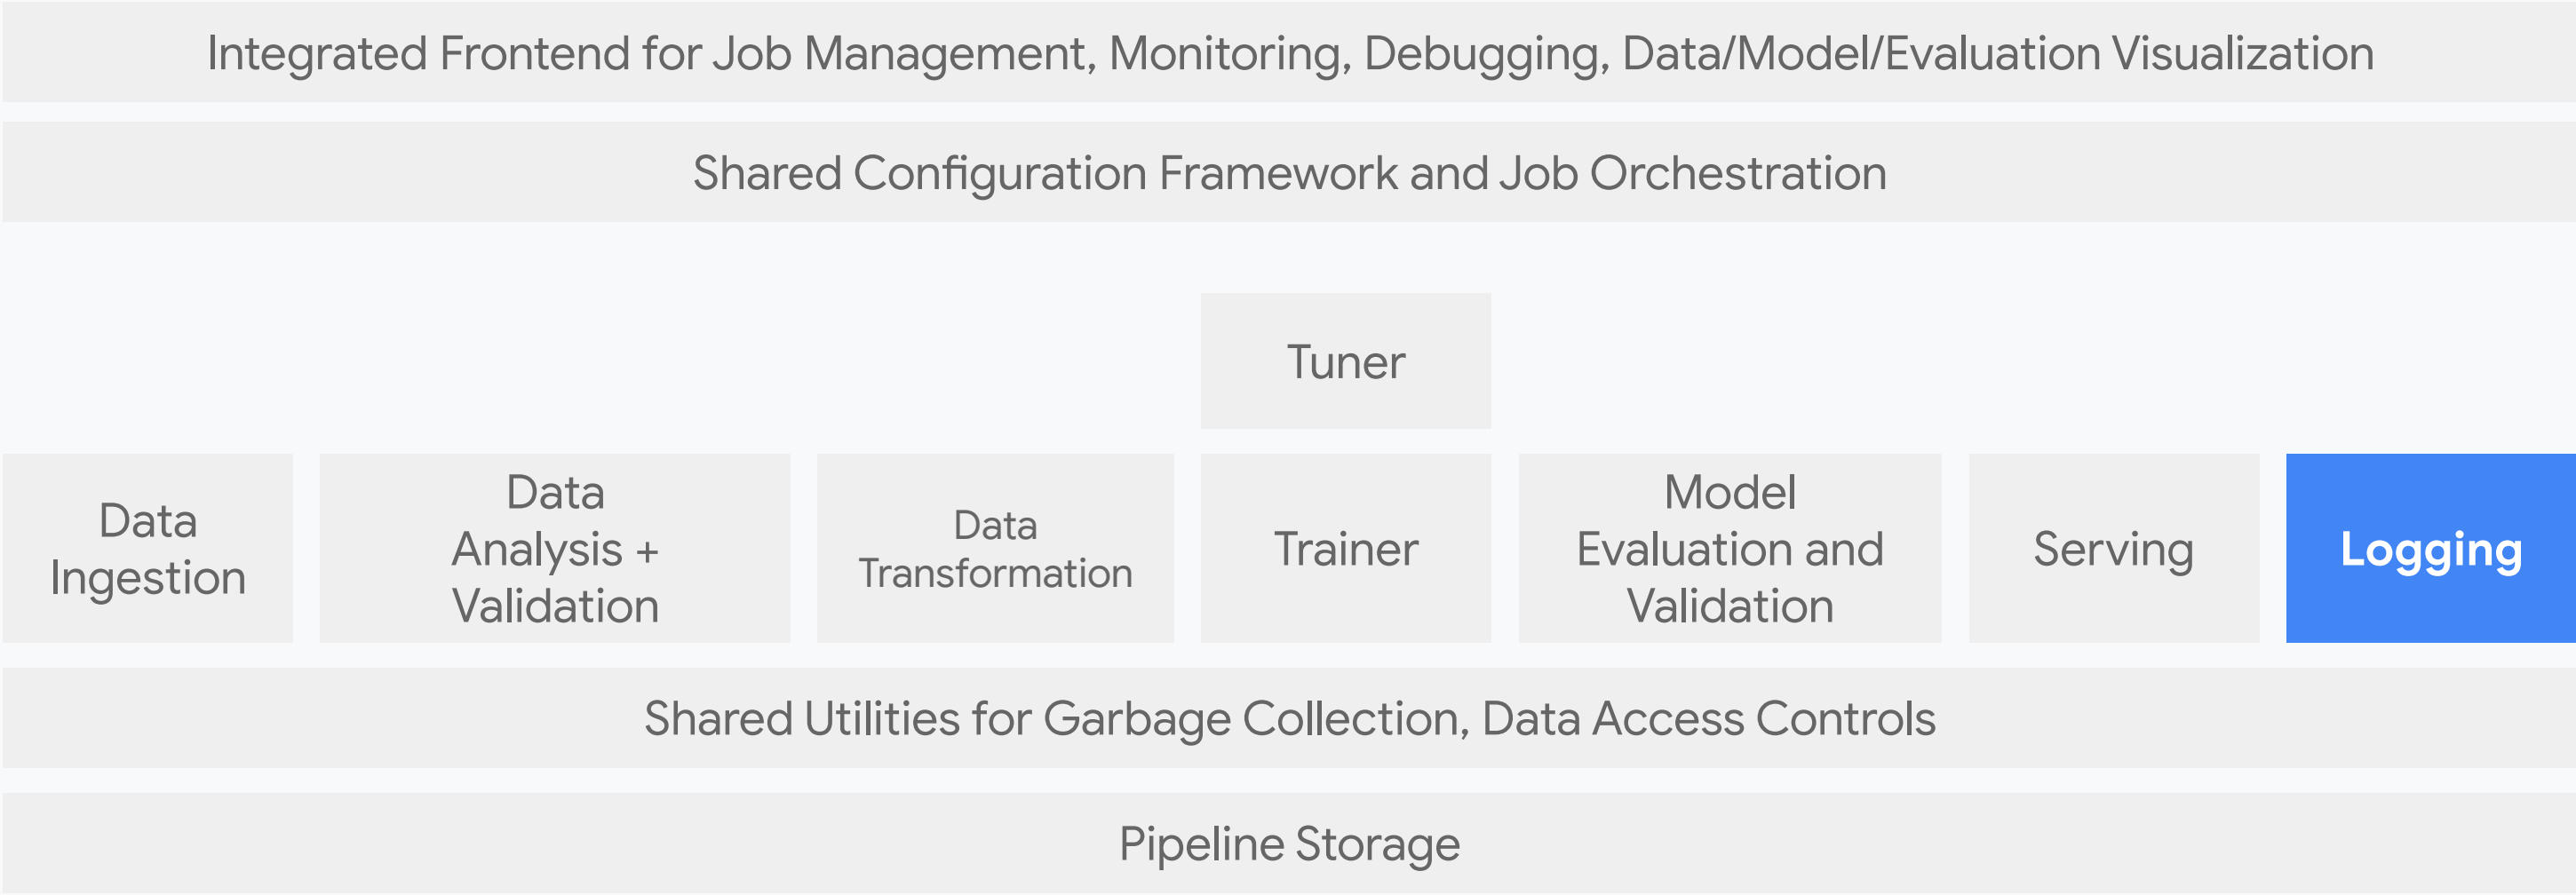 Integrated Frontend for Job Management, Monitoring, Debugging, Data/Model/Evaluation Visualization
Shared Configuration Framework and Job Orchestration
Tuner
Data
Ingestion
Data
Analysis +
Validation
Data
Transformation
Trainer
Model
Evaluation and
Validation
Serving
Logging
Shared Utilities for Garbage Collection, Data Access Controls
Pipeline Storage